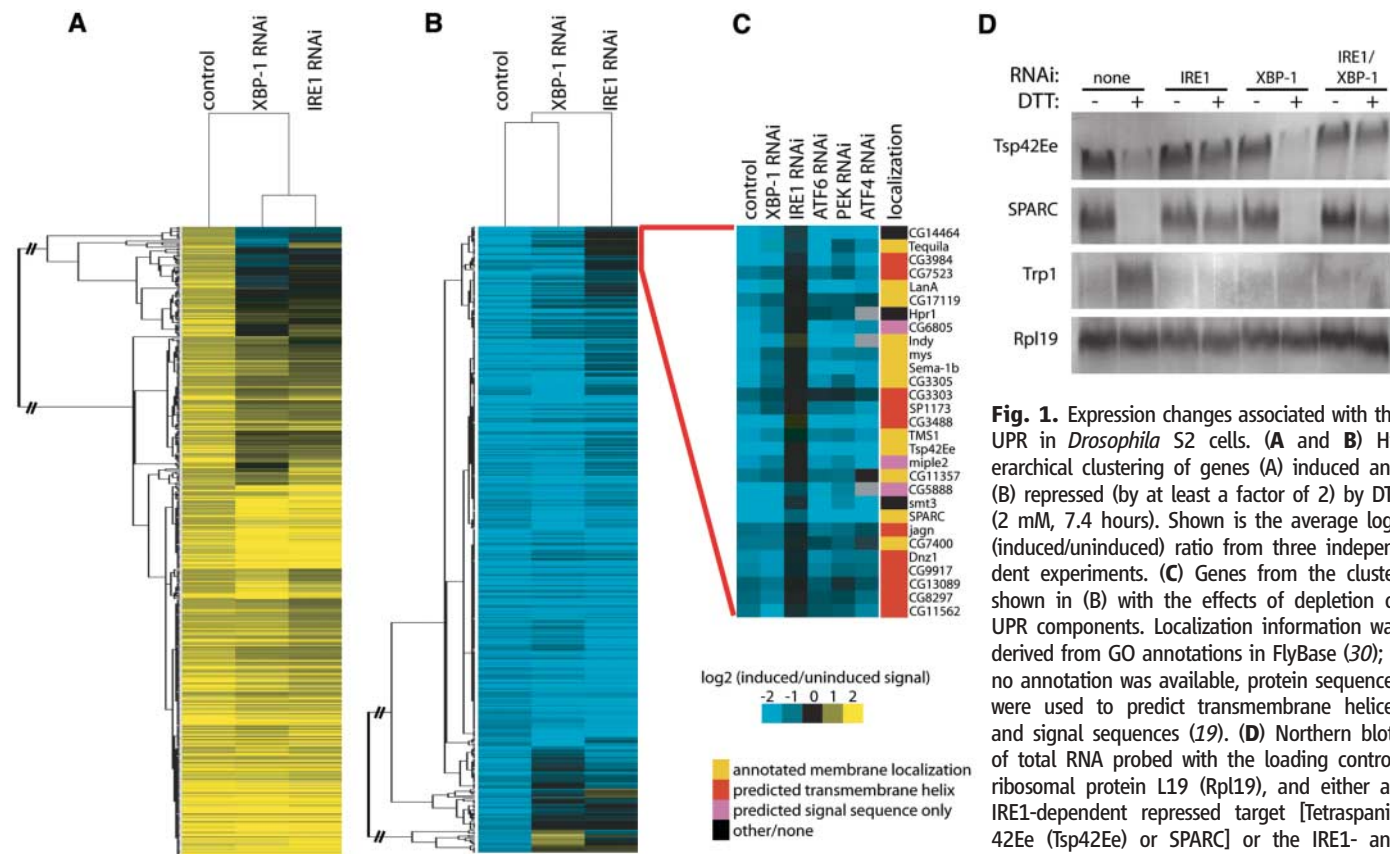 A
control
XBP-1 RNAi
IRE1 RNAi
B
control
XBP-1 RNAi
IRE1 RNAi
C
control
XBP-1 RNAi
IRE1 RNAi
ATF6 RNAi
PEK RNAi
ATF4 RNAi
localization
CG14464
Tequila
CG3984
CG7523
LanA
CG17119
Hpr1
CG6805
Indy
mys
Sema-1b
CG3305
CG3303
SP1173
CG3488
TMS1
Tsp42Ee
miple2
CG11357
CG5888
smt3
SPARC
jagn
CG7400
Dnz1
CG9917
CG13089
CG8297
CG11562
log2 (induced/uninduced signal)
-2 -1 0 1 2
annotated membrane localization
predicted transmembrane helix
predicted signal sequence only
other/none
D
RNAi: none IRE1 XBP-1 IRE1/
XBP-1
DTT: - + - + - + - +
Tsp42Ee
SPARC
Trp1
Rpl19
Fig. 1. Expression changes associated with th
UPR in Drosophila S2 cells. (A and B) H
erarchical clustering of genes (A) induced an
(B) repressed (by at least a factor of 2) by DT
(2 mM, 7.4 hours). Shown is the average log
(induced/uninduced) ratio from three indepen
dent experiments. (C) Genes from the cluste
shown in (B) with the effects of depletion o
UPR components. Localization information wa
derived from GO annotations in FlyBase (30);
no annotation was available, protein sequence
were used to predict transmembrane helice
and signal sequences (19). (D) Northern blot
of total RNA probed with the loading contro
ribosomal protein L19 (Rpl19), and either a
IRE1-dependent repressed target [Tetraspani
42Ee (Tsp42Ee) or SPARC] or the IRE1- an